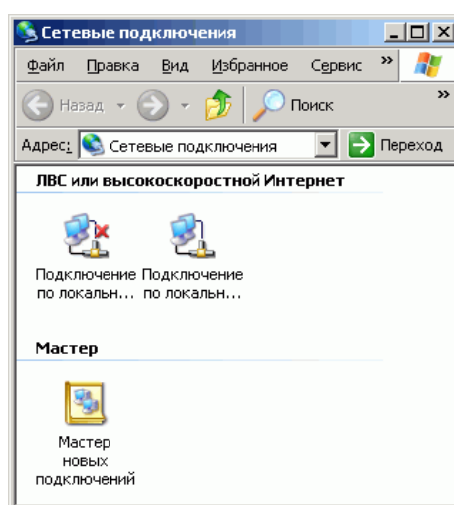 Сетевые подключения
Файл Правка Вид Избранное Сервис »
Назад Поиск »
Адрес: Сетевые подключения Переход
ЛВС или высокоскоростной Интернет
Подключение Подключение
по локальн... по локальн...
Мастер
Мастер
новых
подключений